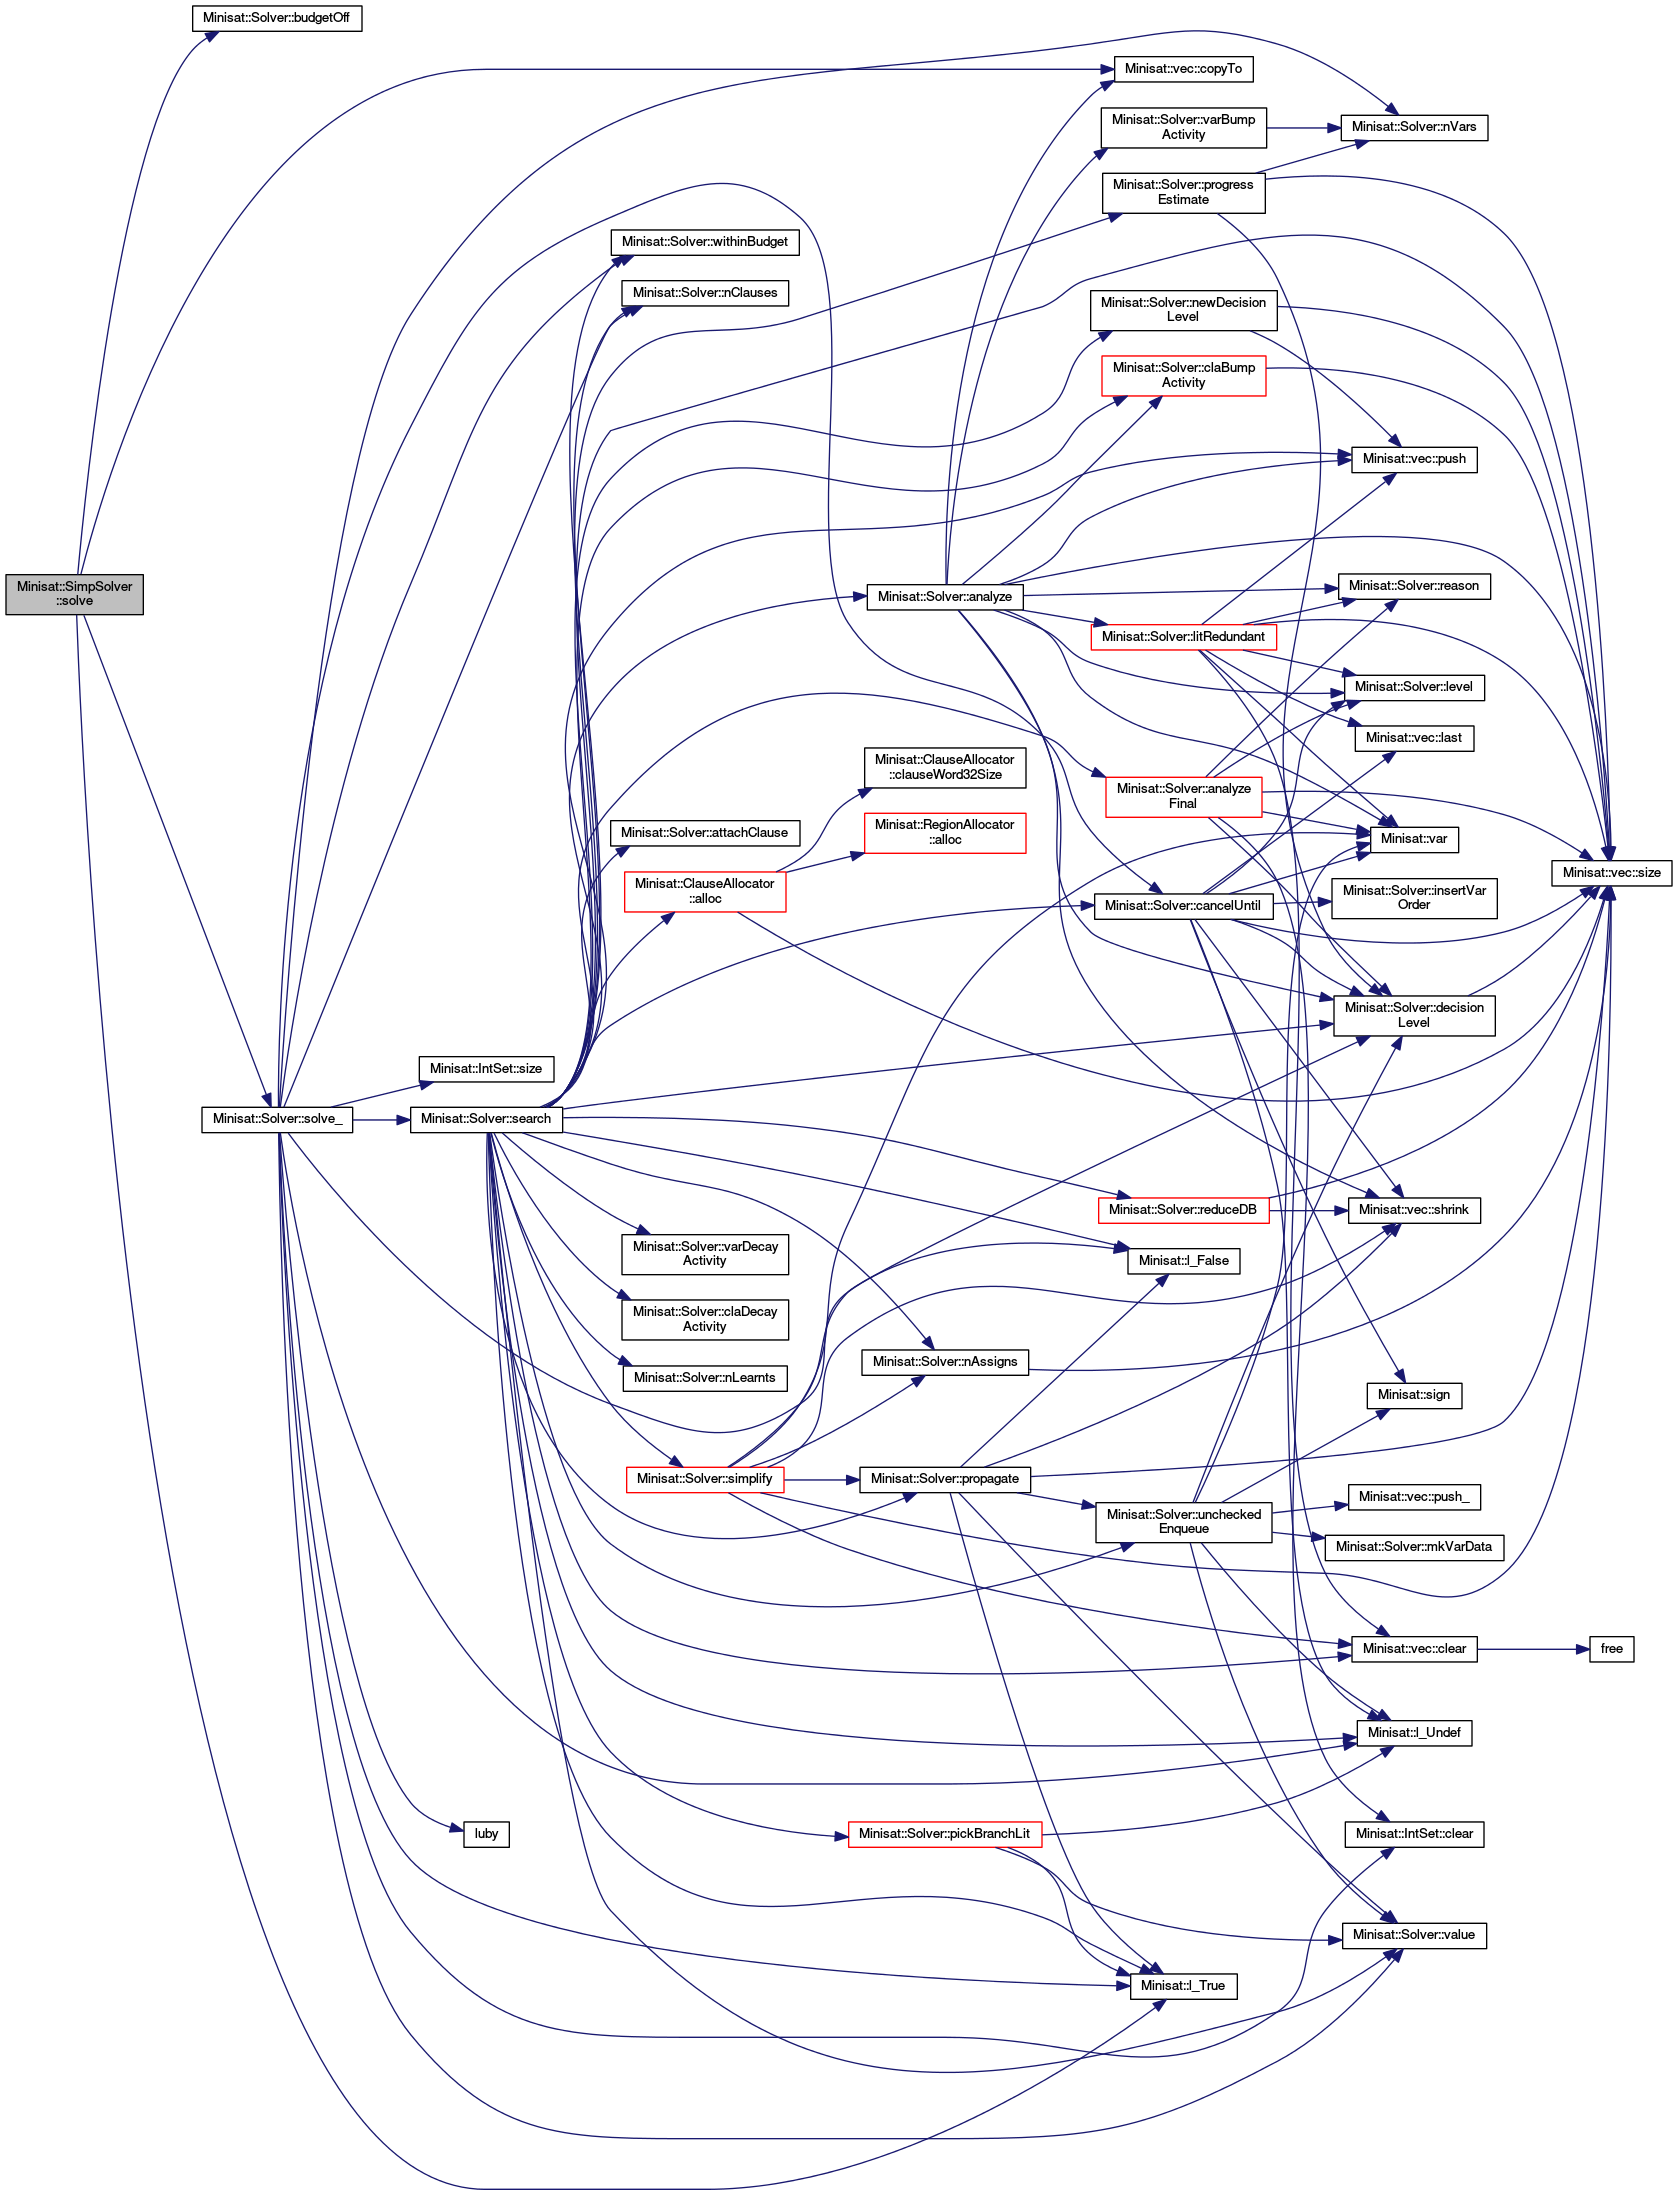 Minisat::Solver::budgetOff
Minisat::vec::copyTo
Minisat::Solver::varBump
Activity
Minisat::Solver::nVars
Minisat::Solver::progress
Estimate
Minisat::Solver::withinBudget
Minisat::Solver::nClauses
Minisat::Solver::newDecision
Level
Minisat::Solver::claBump
Activity
Minisat::vec::push
Minisat::SimpSolver
::solve
Minisat::Solver::analyze
Minisat::Solver::reason
Minisat::Solver::litRedundant
Minisat::Solver::level
Minisat::vec::last
Minisat::ClauseAllocator
::clauseWord32Size
Minisat::Solver::analyze
Final
Minisat::Solver::attachClause
Minisat::RegionAllocator
::alloc
Minisat::var
Minisat::vec::size
Minisat::ClauseAllocator
::alloc
Minisat::Solver::cancelUntil
Minisat::Solver::insertVar
Order
Minisat::Solver::decision
Level
Minisat::IntSet::size
Minisat::Solver::solve_
Minisat::Solver::search
Minisat::Solver::reduceDB
Minisat::vec::shrink
Minisat::Solver::varDecay
Activity
Minisat::l_False
Minisat::Solver::claDecay
Activity
Minisat::Solver::nAssigns
Minisat::Solver::nLearnts
Minisat::sign
Minisat::Solver::simplify
Minisat::Solver::propagate
Minisat::vec::push_
Minisat::Solver::unchecked
Enqueue
Minisat::Solver::mkVarData
Minisat::vec::clear
free
Minisat::l_Undef
luby
Minisat::Solver::pickBranchLit
Minisat::IntSet::clear
Minisat::Solver::value
Minisat::l_True